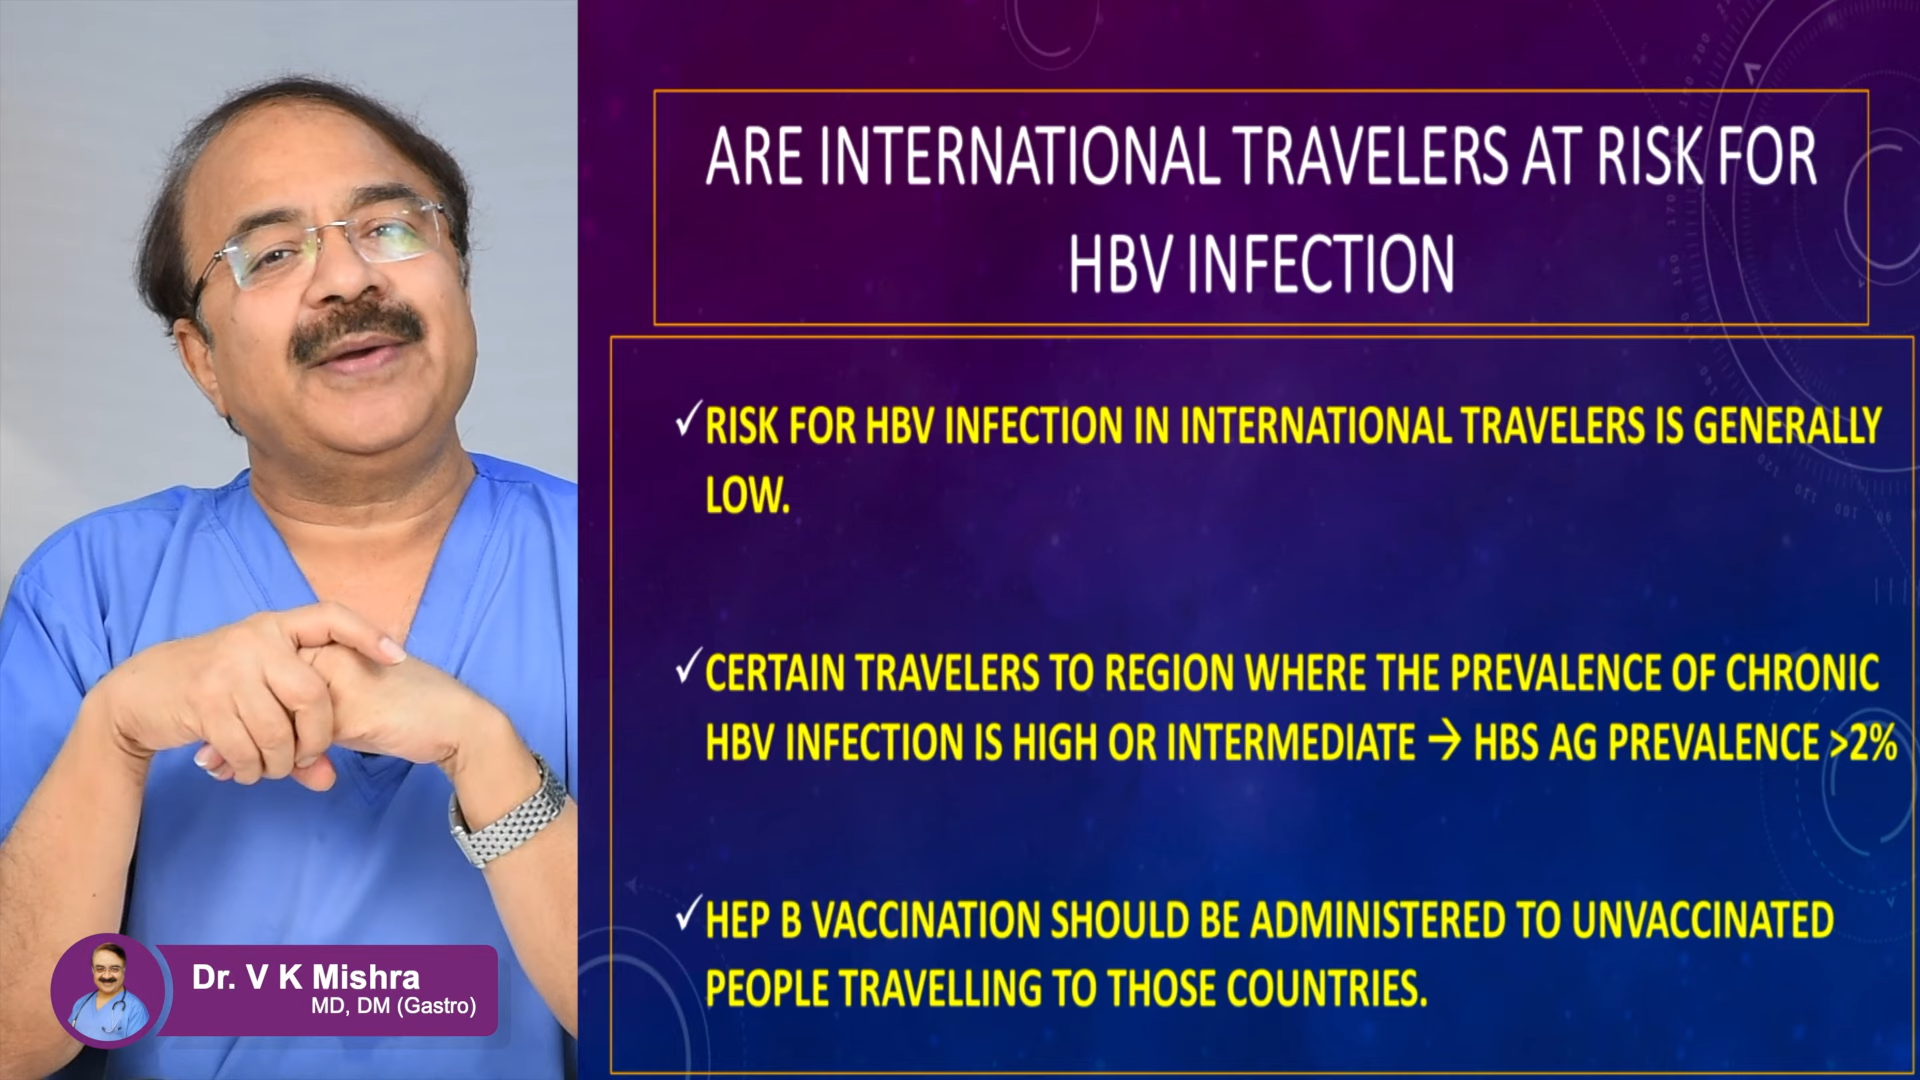 ARE INTERNATIONAL TRAVELERS AT RISK FOR
HBV INFECTION
✓RISK FOR HBV INFECTION IN INTERNATIONAL TRAVELERS IS GENERALLY
LOW.
✓CERTAIN TRAVELERS TO REGION WHERE THE PREVALENCE OF CHRONIC
HBV INFECTION IS HIGH OR INTERMEDIATE → HBS AG PREVALENCE >2%
✓HEP B VACCINATION SHOULD BE ADMINISTERED TO UNVACCINATED
PEOPLE TRAVELLING TO THOSE COUNTRIES.
Dr. V K Mishra
MD, DM (Gastro)